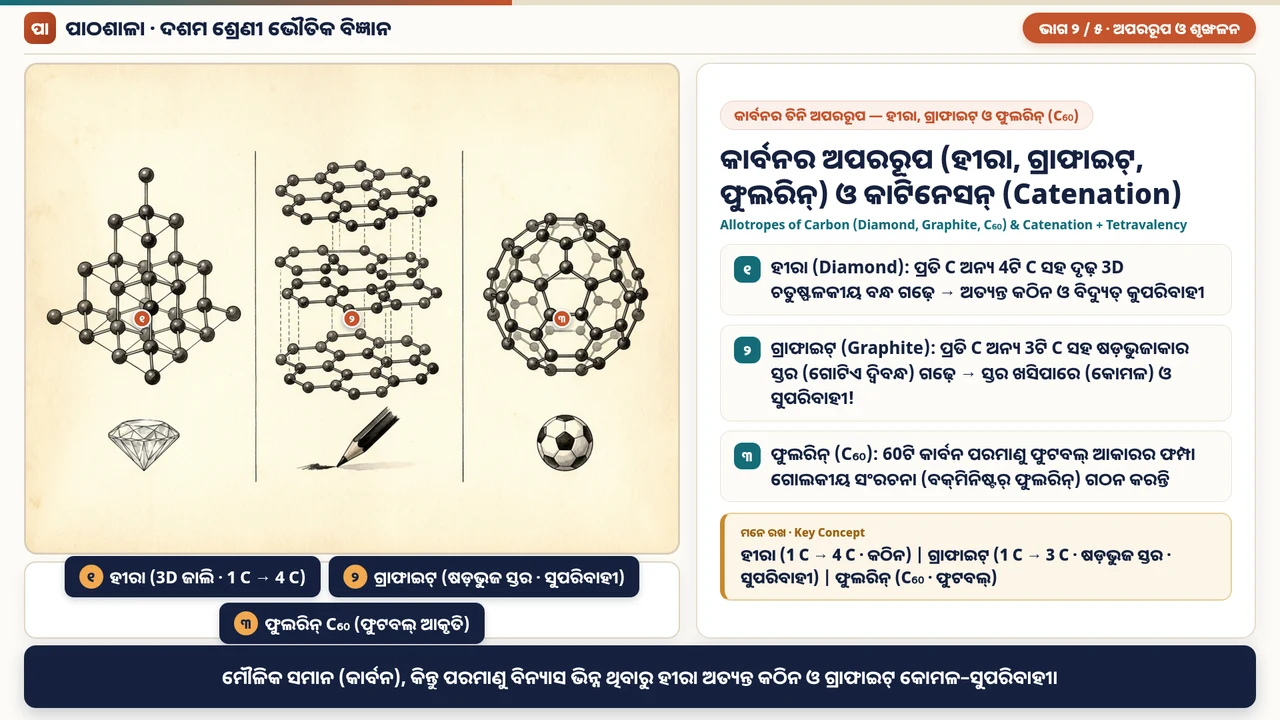 ପା ପାଠଶାଳା · ଦଶମ ଶ୍ରେଣୀ ଭୌତିକ ବିଜ୍ଞାନ
ଭାଗ ୨ / ୫ · ଅପରରୂପ ଓ ଶୃଙ୍ଖଳନ
୧
୨
୩
୧ ହୀରା (3D ଜାଲି · 1 C → 4 C)
୨ ଗ୍ରାଫାଇଟ୍ (ଷଡ଼ଭୁଜ ସ୍ତର · ସୁପରିବାହୀ)
୩ ଫୁଲରିନ୍ C₆₀ (ଫୁଟବଲ୍ ଆକୃତି)
କାର୍ବନର ତିନି ଅପରରୂପ — ହୀରା, ଗ୍ରାଫାଇଟ୍ ଓ ଫୁଲରିନ୍ (C₆₀)
କାର୍ବନର ଅପରରୂପ (ହୀରା, ଗ୍ରାଫାଇଟ୍,
ଫୁଲରିନ୍) ଓ କାଟିନେସନ୍ (Catenation)
Allotropes of Carbon (Diamond, Graphite, C₆₀) & Catenation + Tetravalency
୧ ହୀରା (Diamond): ପ୍ରତି C ଅନ୍ୟ 4ଟି C ସହ ଦୃଢ଼ 3D
ଚତୁଷ୍ଫଳକୀୟ ବନ୍ଧ ଗଢ଼େ → ଅତ୍ୟନ୍ତ କଠିନ ଓ ବିଦ୍ୟୁତ୍ କୁପରିବାହୀ
୨ ଗ୍ରାଫାଇଟ୍ (Graphite): ପ୍ରତି C ଅନ୍ୟ 3ଟି C ସହ ଷଡ଼ଭୁଜାକାର
ସ୍ତର (ଗୋଟିଏ ଦ୍ୱିବନ୍ଧ) ଗଢ଼େ → ସ୍ତର ଖସିପାରେ (କୋମଳ) ଓ
ସୁପରିବାହୀ!
୩ ଫୁଲରିନ୍ (C₆₀): 60ଟି କାର୍ବନ ପରମାଣୁ ଫୁଟବଲ୍ ଆକାରର ଫମ୍ପା
ଗୋଲକୀୟ ସଂରଚନା (ବକ୍‌ମିନିଷ୍ଟର୍ ଫୁଲରିନ୍) ଗଠନ କରନ୍ତି
ମନେ ରଖ · Key Concept
ହୀରା (1 C → 4 C · କଠିନ) | ଗ୍ରାଫାଇଟ୍ (1 C → 3 C · ଷଡ଼ଭୁଜ ସ୍ତର ·
ସୁପରିବାହୀ) | ଫୁଲରିନ୍ (C₆₀ · ଫୁଟବଲ୍)
ମୌଳିକ ସମାନ (କାର୍ବନ), କିନ୍ତୁ ପରମାଣୁ ବିନ୍ୟାସ ଭିନ୍ନ ଥିବାରୁ ହୀରା ଅତ୍ୟନ୍ତ କଠିନ ଓ ଗ୍ରାଫାଇଟ୍ କୋମଳ-ସୁପରିବାହୀ।